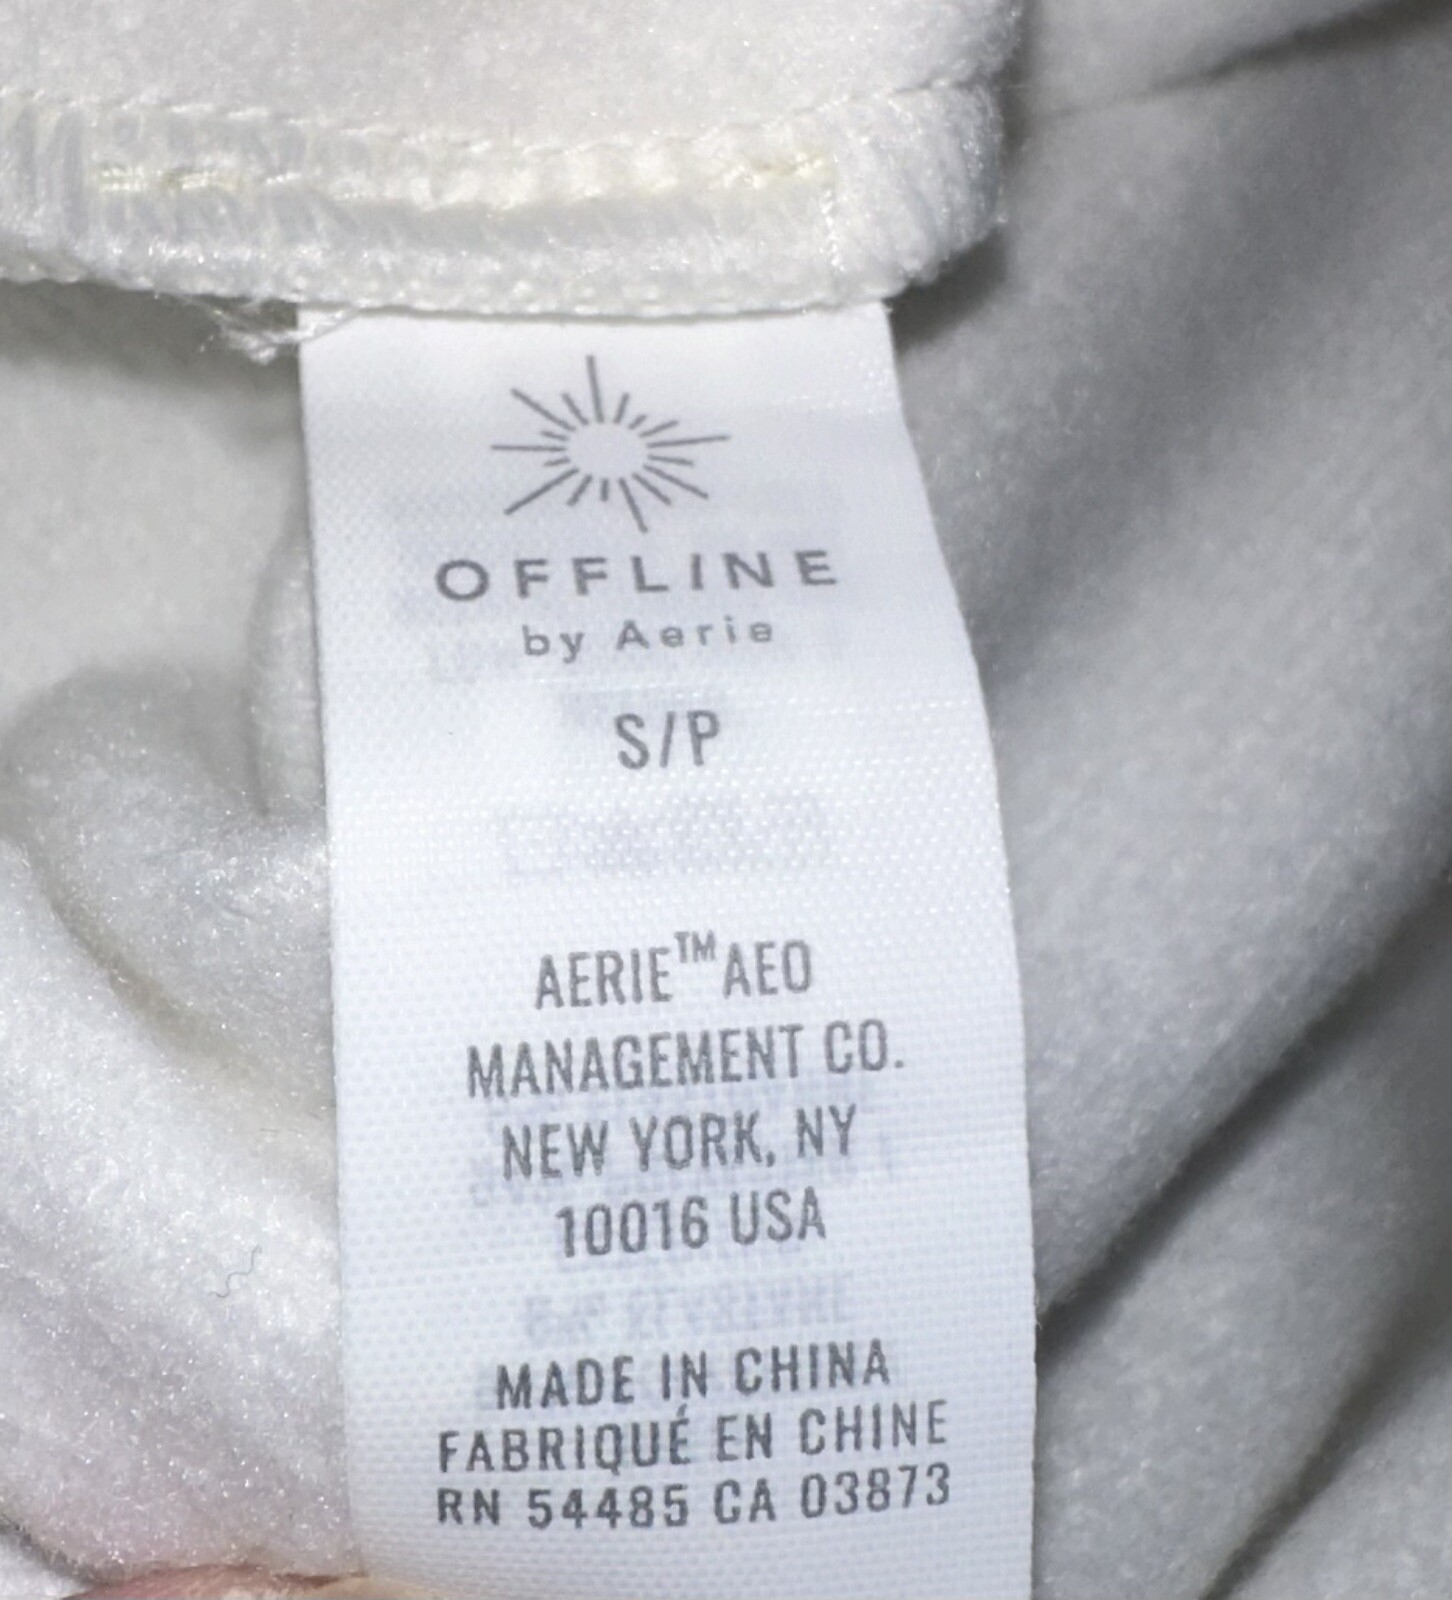 OFFLINE
by Aerie
S/P
AERIE™ AEO
MANAGEMENT CO.
NEW YORK, NY
10016 USA
MADE IN CHINA
FABRIQUÉ EN CHINE
RN 54485 CA 03873